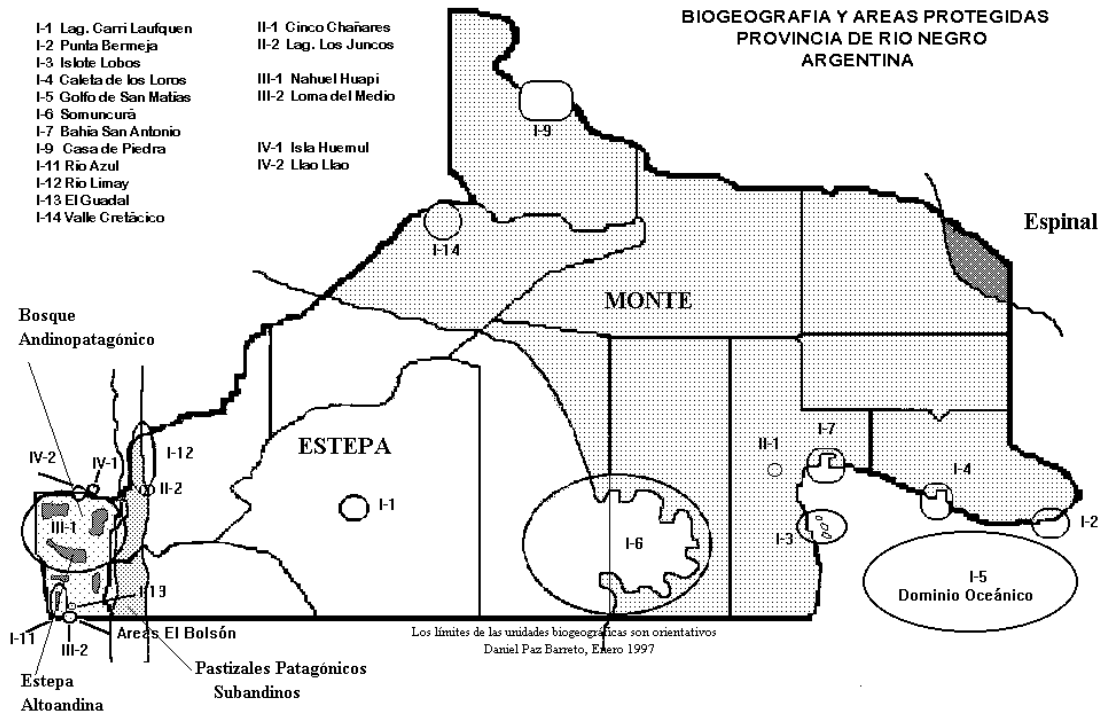 BIOGEOGRAFIA Y AREAS PROTEGIDAS
PROVINCIA DE RIO NEGRO
ARGENTINA
I-1 Lag. Carri Laufquen
I-2 Punta Bermeja
I-3 Islote Lobos
I-4 Caleta de los Loros
I-5 Golfo de San Matias
I-6 Somuncurá
I-7 Bahia San Antonio
I-9 Casa de Piedra
I-11 Rio Azul
I-12 Rio Limay
I-13 El Guadal
I-14 Valle Cretácico
II-1 Cinco Chañares
II-2 Lag. Los Juncos
III-1 Nahuel Huapi
III-2 Loma del Medio
IV-1 Isla Huemul
IV-2 Llao Llao
I-9
I-14
Espinal
MONTE
Bosque
Andinopatagónico
ESTEPA
I-12
IV-2
IV-1
II-2
I-7
II-1
I-4
I-1
III-1
I-6
I-3
I-2
I-5
Dominio Oceánico
I-13
I-11
III-2
Areas El Bolsón
Los límites de las unidades biogeográficas son orientativos
Daniel Paz Barreto, Enero 1997
Pastizales Patagónicos
Subandinos
Estepa
Altoandina